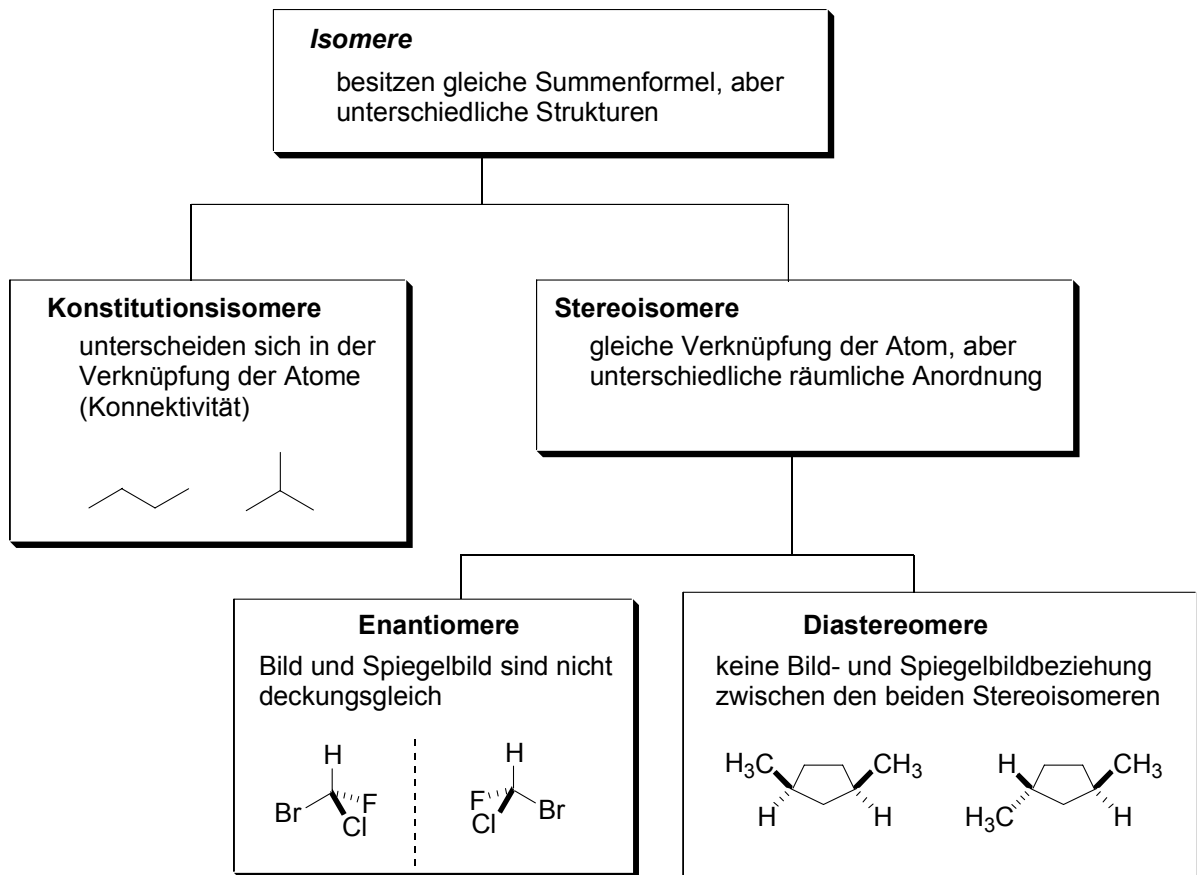 Isomere
besitzen gleiche Summenformel, aber
unterschiedliche Strukturen
Konstitutionsisomere
unterscheiden sich in der
Verknüpfung der Atome
(Konnektivität)
Stereoisomere
gleiche Verknüpfung der Atom, aber
unterschiedliche räumliche Anordnung
Enantiomere
Bild und Spiegelbild sind nicht
deckungsgleich
H
Br
F
Cl
H
F
Cl
Br
Diastereomere
keine Bild- und Spiegelbildbeziehung
zwischen den beiden Stereoisomeren
H₃C
CH₃
H
H
H
CH₃
H₃C
H